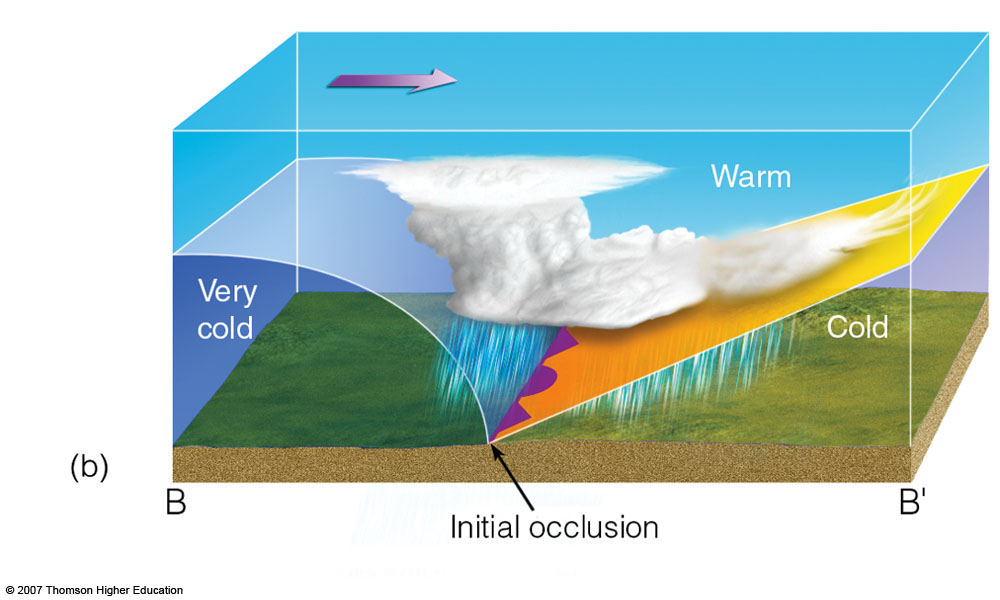 Warm
Very
cold
Cold
(b)
B
B'
Initial occlusion
© 2007 Thomson Higher Education